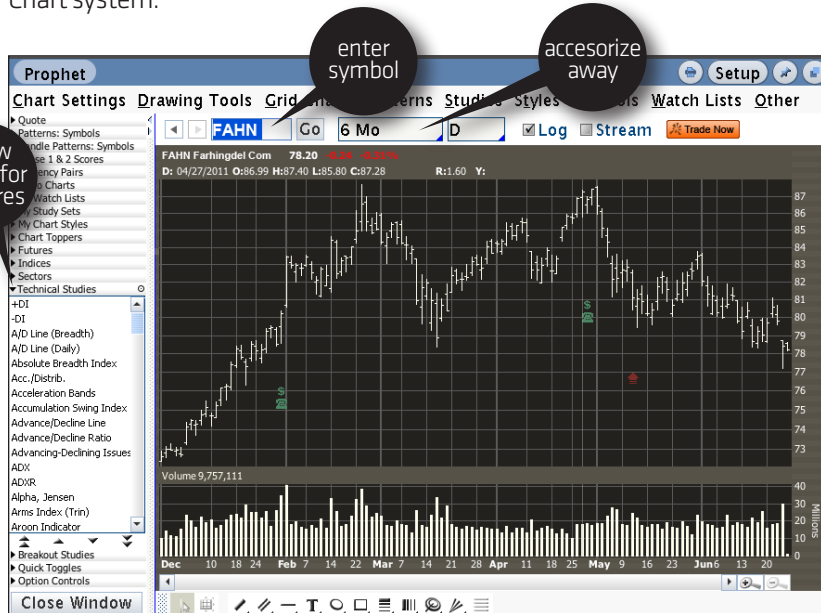 Chart system.
enter
symbol
accesorize
away
Prophet
Setup
Chart Settings Drawing Tools Grid Studies Styles Watch Lists Other
FAHN Go 6 Mo D Log Stream Trade Now
FAHN Farhingdel Com 78.20
D: 04/27/2011 O:86.99 H:87.40 L:85.80 C:87.28 R:1.60 Y:
Quote
Patterns: Symbols
Patterns: Symbols
1 & 2 Scores
Pairs
Charts
Watch Lists
Study Sets
My Chart Styles
Chart Toppers
Futures
Indices
Sectors
Technical Studies
+DI
-DI
A/D Line (Breadth)
A/D Line (Daily)
Absolute Breadth Index
Acc./Distrib.
Acceleration Bands
Accumulation Swing Index
Advance/Decline Line
Advance/Decline Ratio
Advancing-Declining Issues
ADX
ADXR
Alpha, Jensen
Arms Index (Trin)
Aroon Indicator
Breakout Studies
Quick Toggles
Option Controls
Close Window
for
87
86
85
84
83
82
81
80
79
78
77
76
75
74
73
Volume 9,757,111
40
30
20
10
0
Millions
Dec 10 18 24 Feb 7 14 22 Mar 7 14 21 28 Apr 11 18 25 May 9 16 23 Jun 6 13 20
T